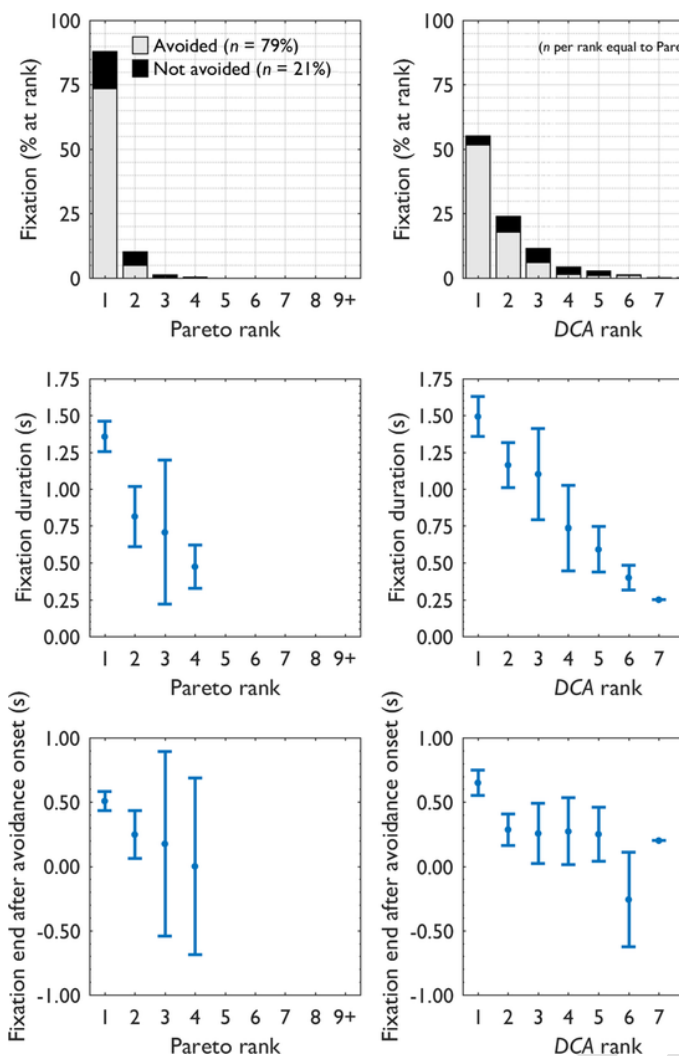 100
75
50
25
0
Fixation (% at rank)
Avoided (n = 79%)
Not avoided (n = 21%)
1 2 3 4 5 6 7 8 9+
Pareto rank
100
75
50
25
0
Fixation (% at rank)
(n per rank equal to Pare
1 2 3 4 5 6 7
DCA rank
1.75
1.50
1.25
1.00
0.75
0.50
0.25
0.00
Fixation duration (s)
1 2 3 4 5 6 7 8 9+
Pareto rank
1.75
1.50
1.25
1.00
0.75
0.50
0.25
0.00
Fixation duration (s)
1 2 3 4 5 6 7
DCA rank
1.00
0.50
0.00
-0.50
-1.00
Fixation end after avoidance onset (s)
1 2 3 4 5 6 7 8 9+
Pareto rank
1.00
0.50
0.00
-0.50
-1.00
Fixation end after avoidance onset (s)
1 2 3 4 5 6 7
DCA rank